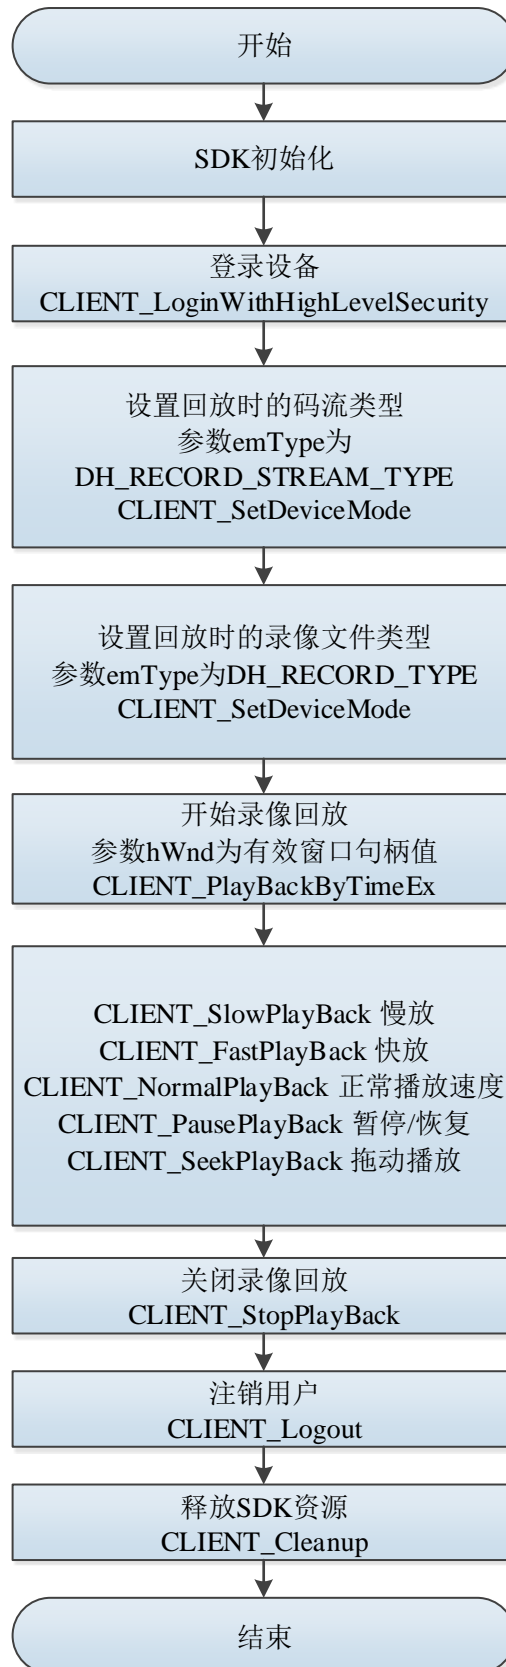 开始
SDK初始化
登录设备
CLIENT_LoginWithHighLevelSecurity
设置回放时的码流类型
参数emType为
DH_RECORD_STREAM_TYPE
CLIENT_SetDeviceMode
设置回放时的录像文件类型
参数emType为DH_RECORD_TYPE
CLIENT_SetDeviceMode
开始录像回放
参数hWnd为有效窗口句柄值
CLIENT_PlayBackByTimeEx
CLIENT_SlowPlayBack 慢放
CLIENT_FastPlayBack 快放
CLIENT_NormalPlayBack 正常播放速度
CLIENT_PausePlayBack 暂停/恢复
CLIENT_SeekPlayBack 拖动播放
关闭录像回放
CLIENT_StopPlayBack
注销用户
CLIENT_Logout
释放SDK资源
CLIENT_Cleanup
结束